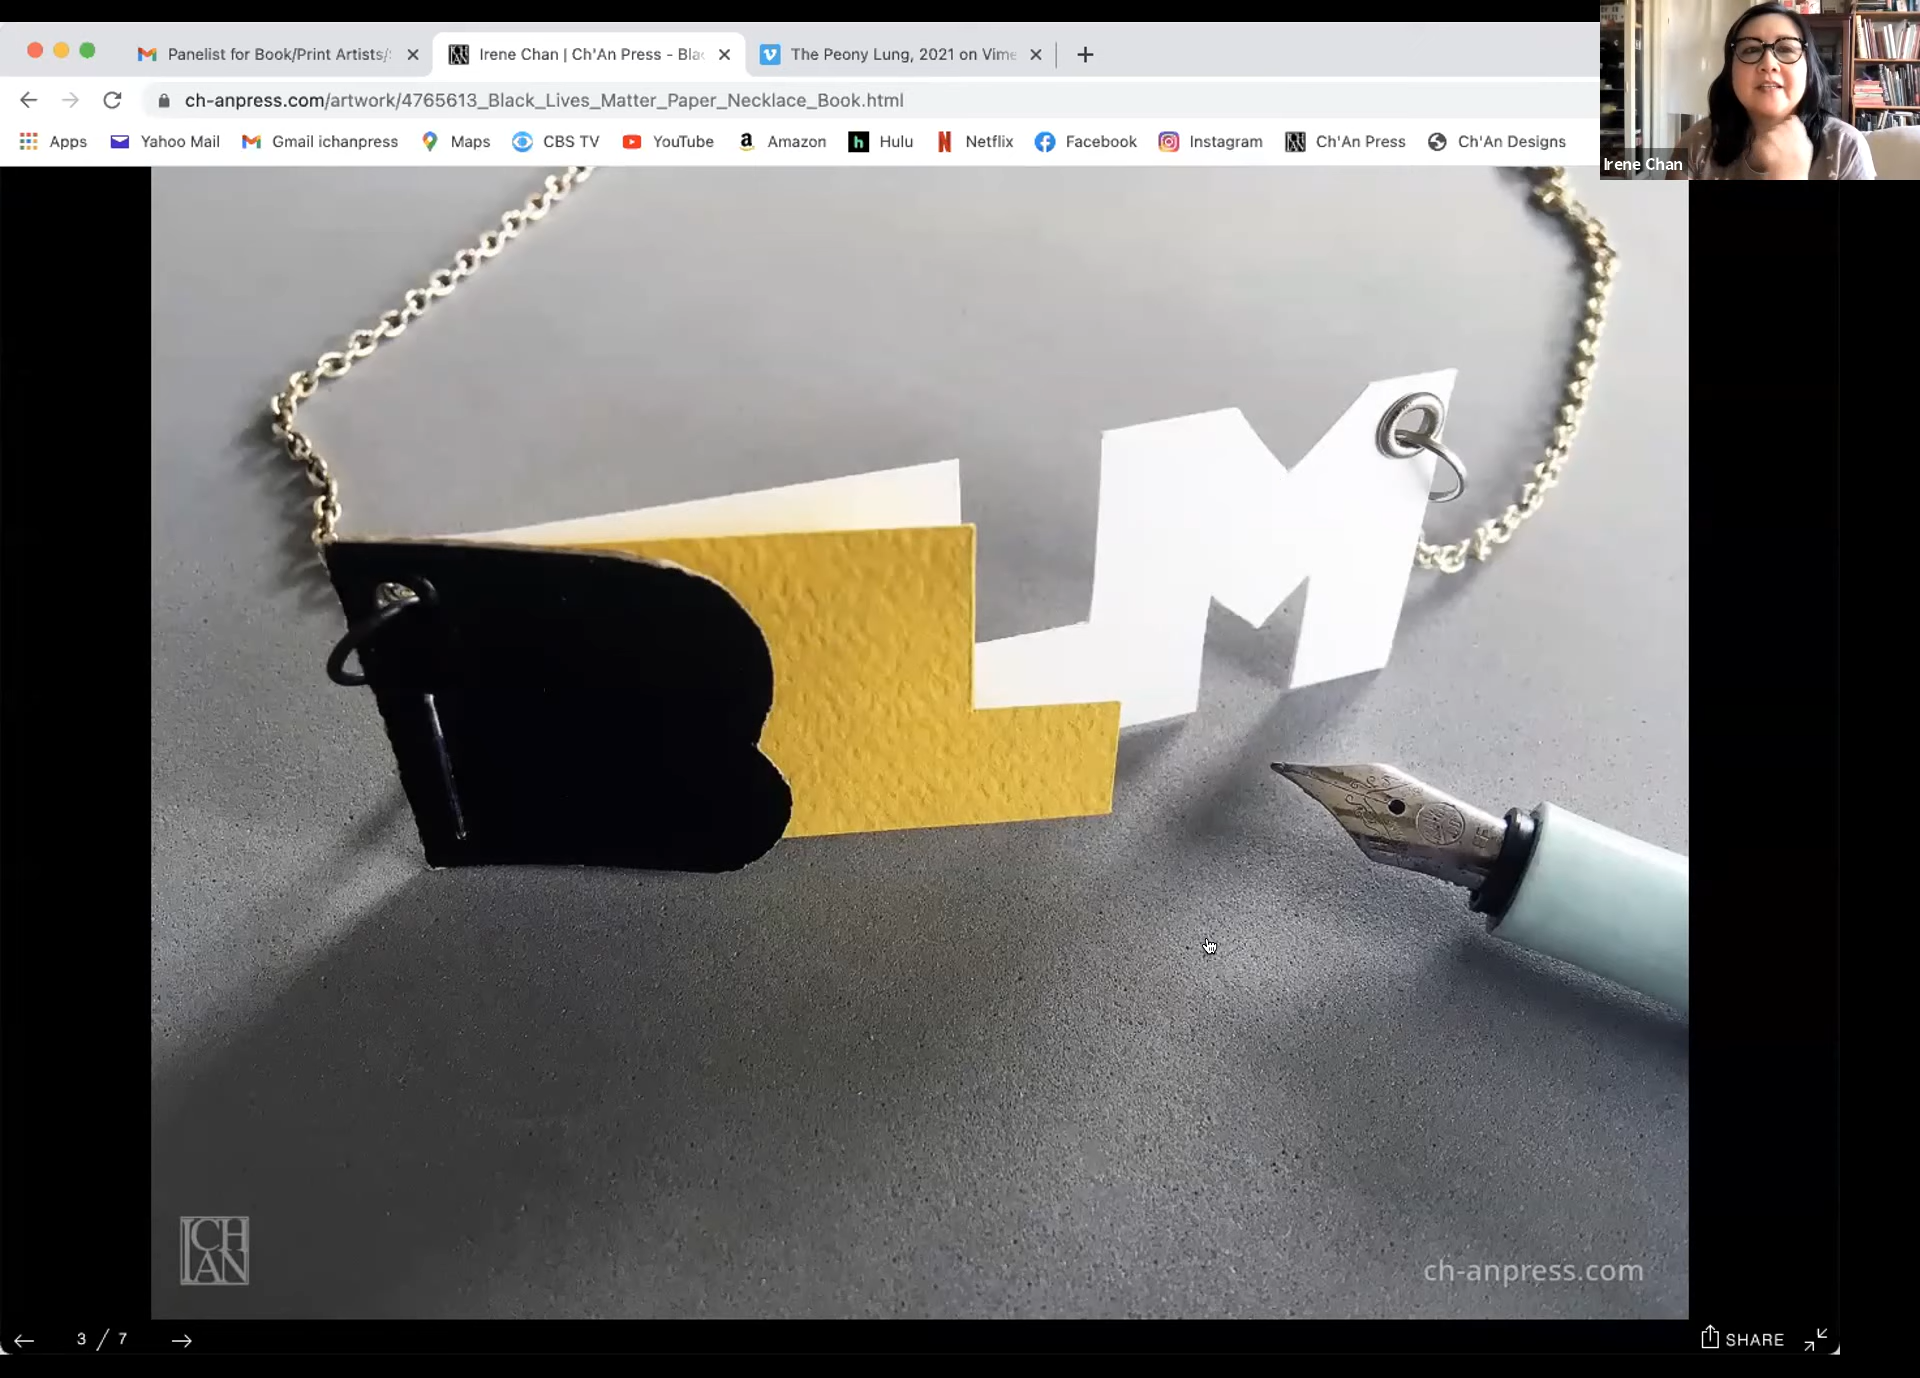 Panelist for Book/Print Artists/
Irene Chan | Ch'An Press - Bla
The Peony Lung, 2021 on Vime
ch-anpress.com/artwork/4765613_Black_Lives_Matter_Paper_Necklace_Book.html
Apps
Yahoo Mail
Gmail ichanpress
Maps
CBS TV
YouTube
Amazon
Hulu
Netflix
Facebook
Instagram
Ch'An Press
Ch'An Designs
Irene Chan
BLM
ICH
AN
ch-anpress.com
3 / 7
SHARE